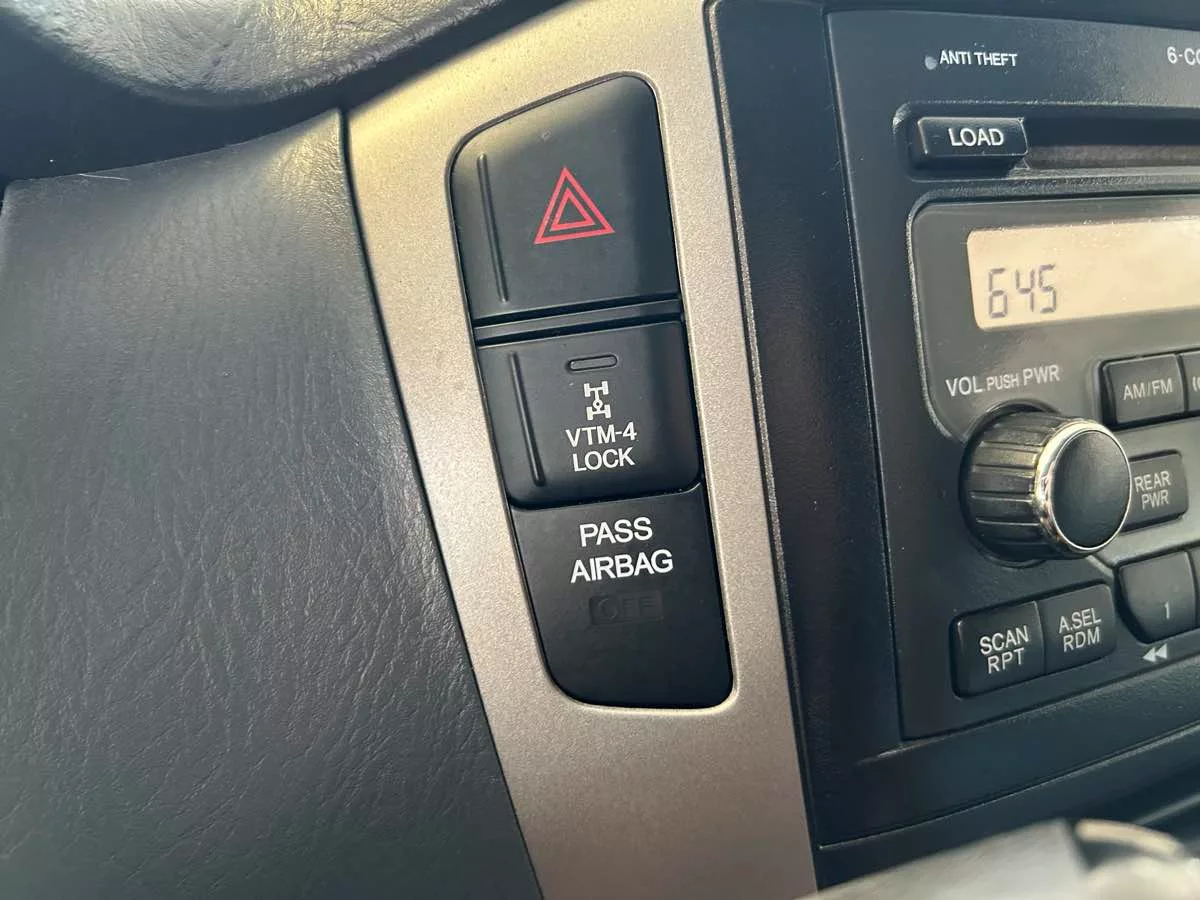 ANTI THEFT
LOAD
645
VOL PUSH PWR
AM/FM
REAR
PWR
VTM-4
LOCK
PASS
AIRBAG
OFF
SCAN
RPT
A.SEL
RDM
1